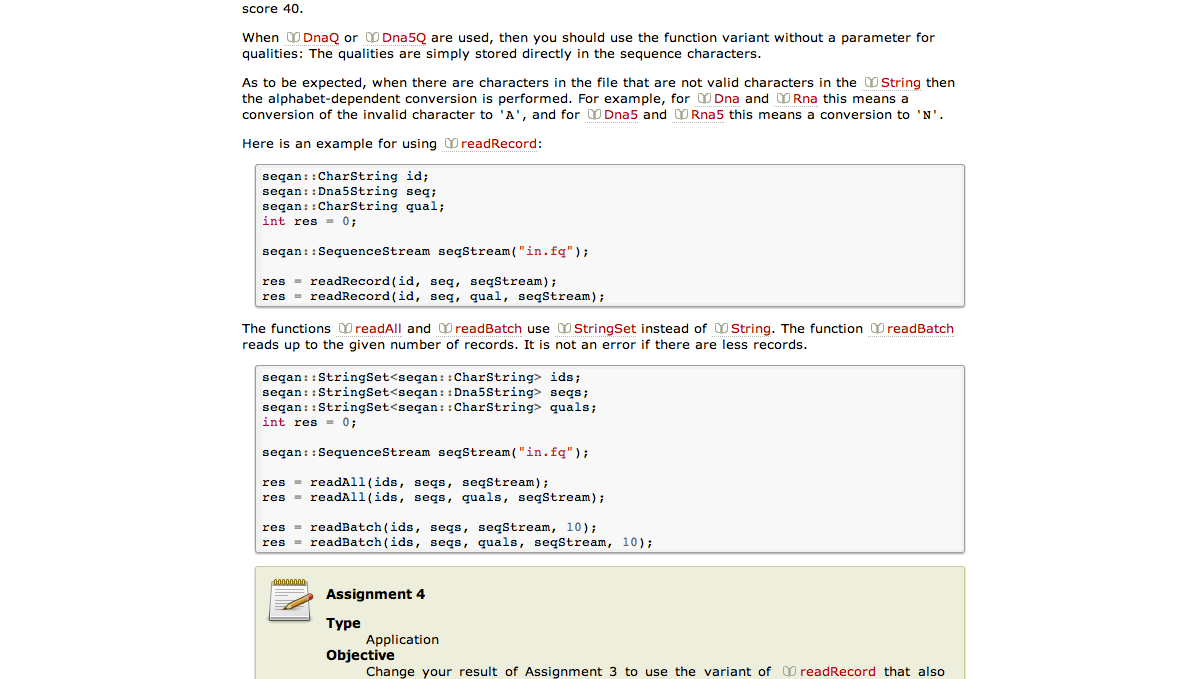 score 40.
When DnaQ or Dna5Q are used, then you should use the function variant without a parameter for
qualities: The qualities are simply stored directly in the sequence characters.
As to be expected, when there are characters in the file that are not valid characters in the String then
the alphabet-dependent conversion is performed. For example, for Dna and Rna this means a
conversion of the invalid character to 'A', and for Dna5 and Rna5 this means a conversion to 'N'.
Here is an example for using readRecord:
seqan::CharString id;
seqan::Dna5String seq;
seqan::CharString qual;
int res = 0;
seqan::SequenceStream seqStream("in.fq");
res = readRecord(id, seq, seqStream);
res = readRecord(id, seq, qual, seqStream);
The functions readAll and readBatch use StringSet instead of String. The function readBatch
reads up to the given number of records. It is not an error if there are less records.
seqan::StringSet<seqan::CharString> ids;
seqan::StringSet<seqan::Dna5String> seqs;
seqan::StringSet<seqan::CharString> quals;
int res = 0;
seqan::SequenceStream seqStream("in.fq");
res = readAll(ids, seqs, seqStream);
res = readAll(ids, seqs, quals, seqStream);
res = readBatch(ids, seqs, seqStream, 10);
res = readBatch(ids, seqs, quals, seqStream, 10);
Assignment 4
Type
Application
Objective
Change your result of Assignment 3 to use the variant of readRecord that also